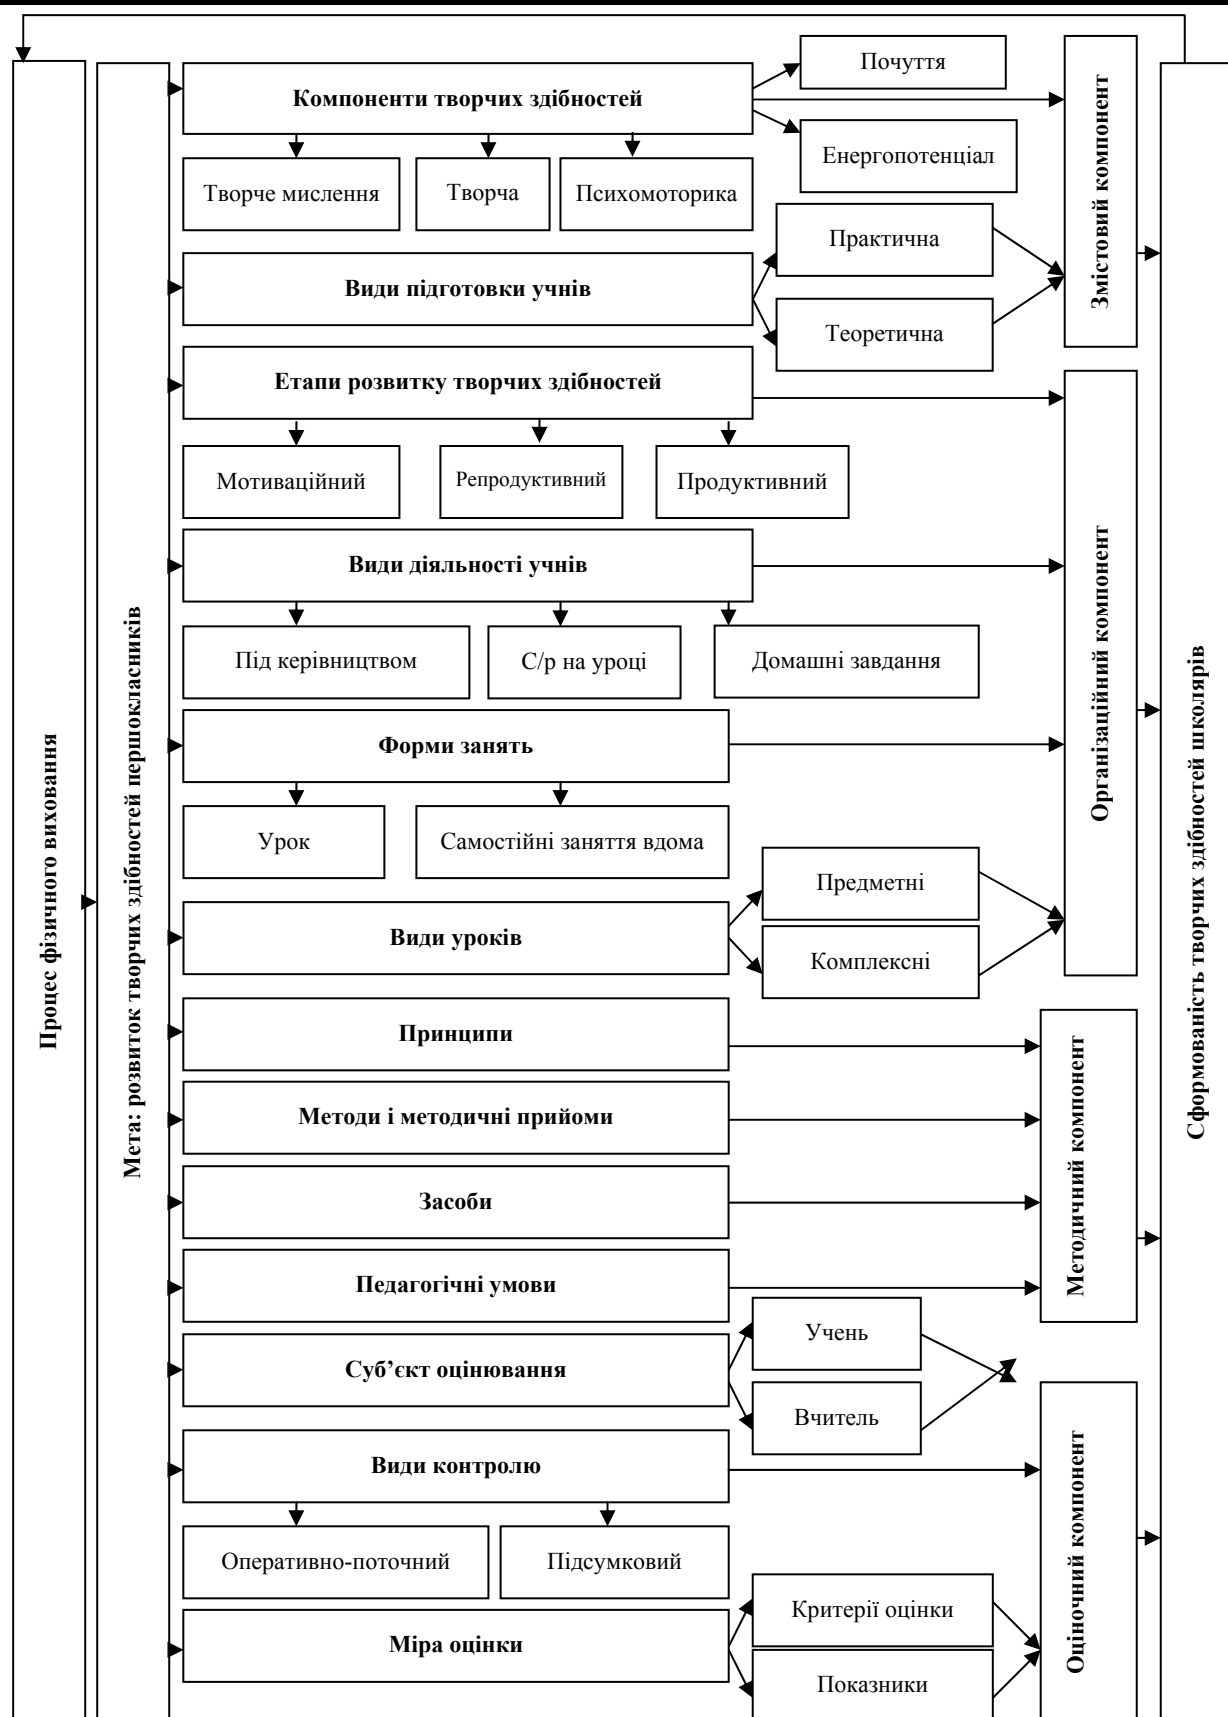 Процес фізичного виховання
Мета: розвиток творчих здібностей першокласників
Компоненти творчих здібностей
Почуття
Енергопотенціал
Творче мислення
Творча
Психомоторика
Види підготовки учнів
Практична
Теоретична
Змістовий компонент
Етапи розвитку творчих здібностей
Мотиваційний
Репродуктивний
Продуктивний
Види діяльності учнів
Під керівництвом
С/р на уроці
Домашні завдання
Форми занять
Урок
Самостійні заняття вдома
Види уроків
Предметні
Комплексні
Організаційний компонент
Принципи
Методи і методичні прийоми
Засоби
Педагогічні умови
Методичний компонент
Суб’єкт оцінювання
Учень
Вчитель
Види контролю
Оперативно-поточний
Підсумковий
Міра оцінки
Критерії оцінки
Показники
Оціночний компонент
Сформованість творчих здібностей школярів